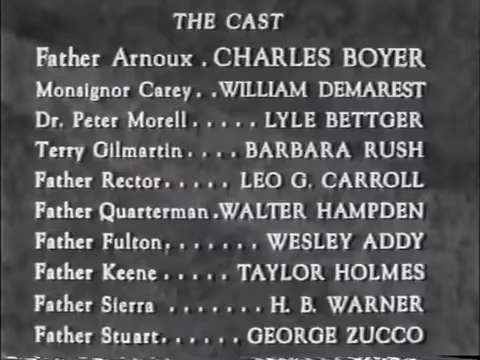 THE CAST
Father Arnoux . CHARLES BOYER
Monsignor Carey . . WILLIAM DEMAREST
Dr. Peter Morell . . . . . LYLE BETTGER
Terry Gilmartin . . . . BARBARA RUSH
Father Rector . . . . . LEO G. CARROLL
Father Quarterman . WALTER HAMPDEN
Father Fulton . . . . . . . WESLEY ADDY
Father Keene . . . . . TAYLOR HOLMES
Father Sierra . . . . . . . H. B. WARNER
Father Stuart . . . . . . GEORGE ZUCCO